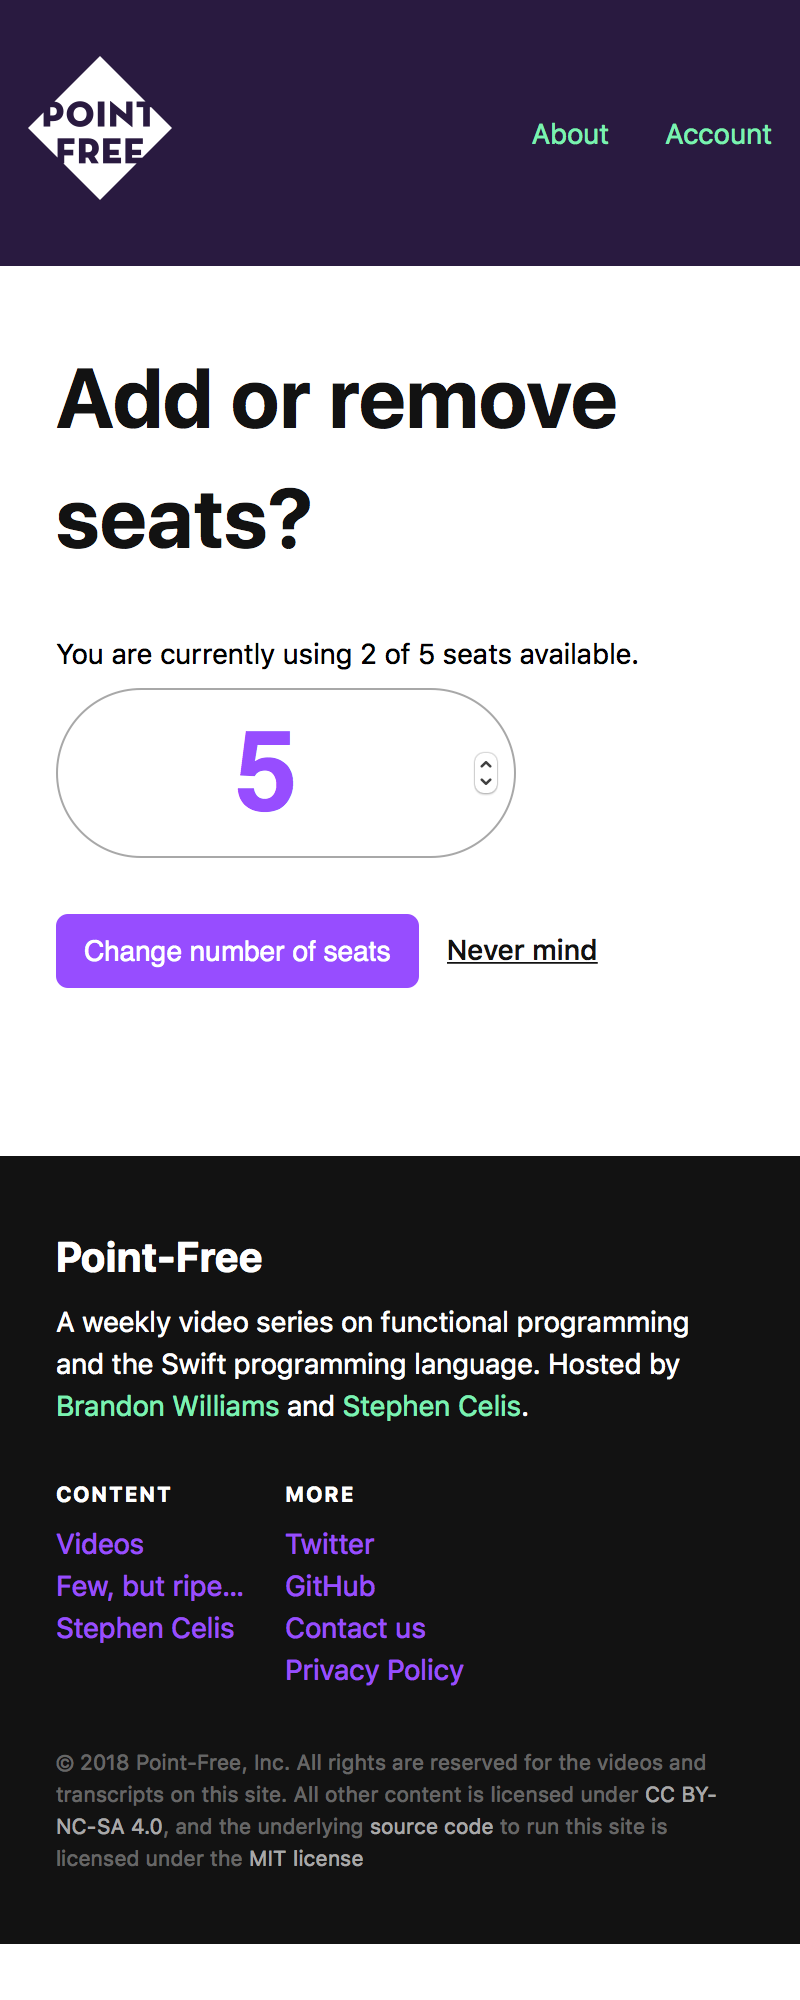 POINT
FREE
About
Account
Add or remove
seats?
You are currently using 2 of 5 seats available.
5
Change number of seats
Never mind
Point-Free
A weekly video series on functional programming
and the Swift programming language. Hosted by
Brandon Williams and Stephen Celis.
CONTENT
Videos
Few, but ripe...
Stephen Celis
MORE
Twitter
GitHub
Contact us
Privacy Policy
© 2018 Point-Free, Inc. All rights are reserved for the videos and
transcripts on this site. All other content is licensed under CC BY-
NC-SA 4.0, and the underlying source code to run this site is
licensed under the MIT license